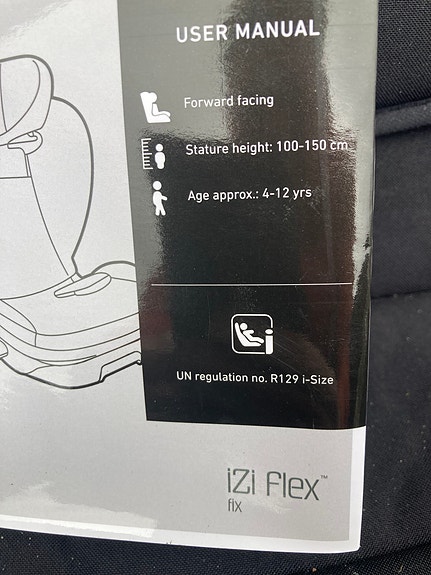 USER MANUAL
Forward facing
Stature height: 100-150 cm
Age approx.: 4-12 yrs
UN regulation no. R129 i-Size
iZi Flex™
fix